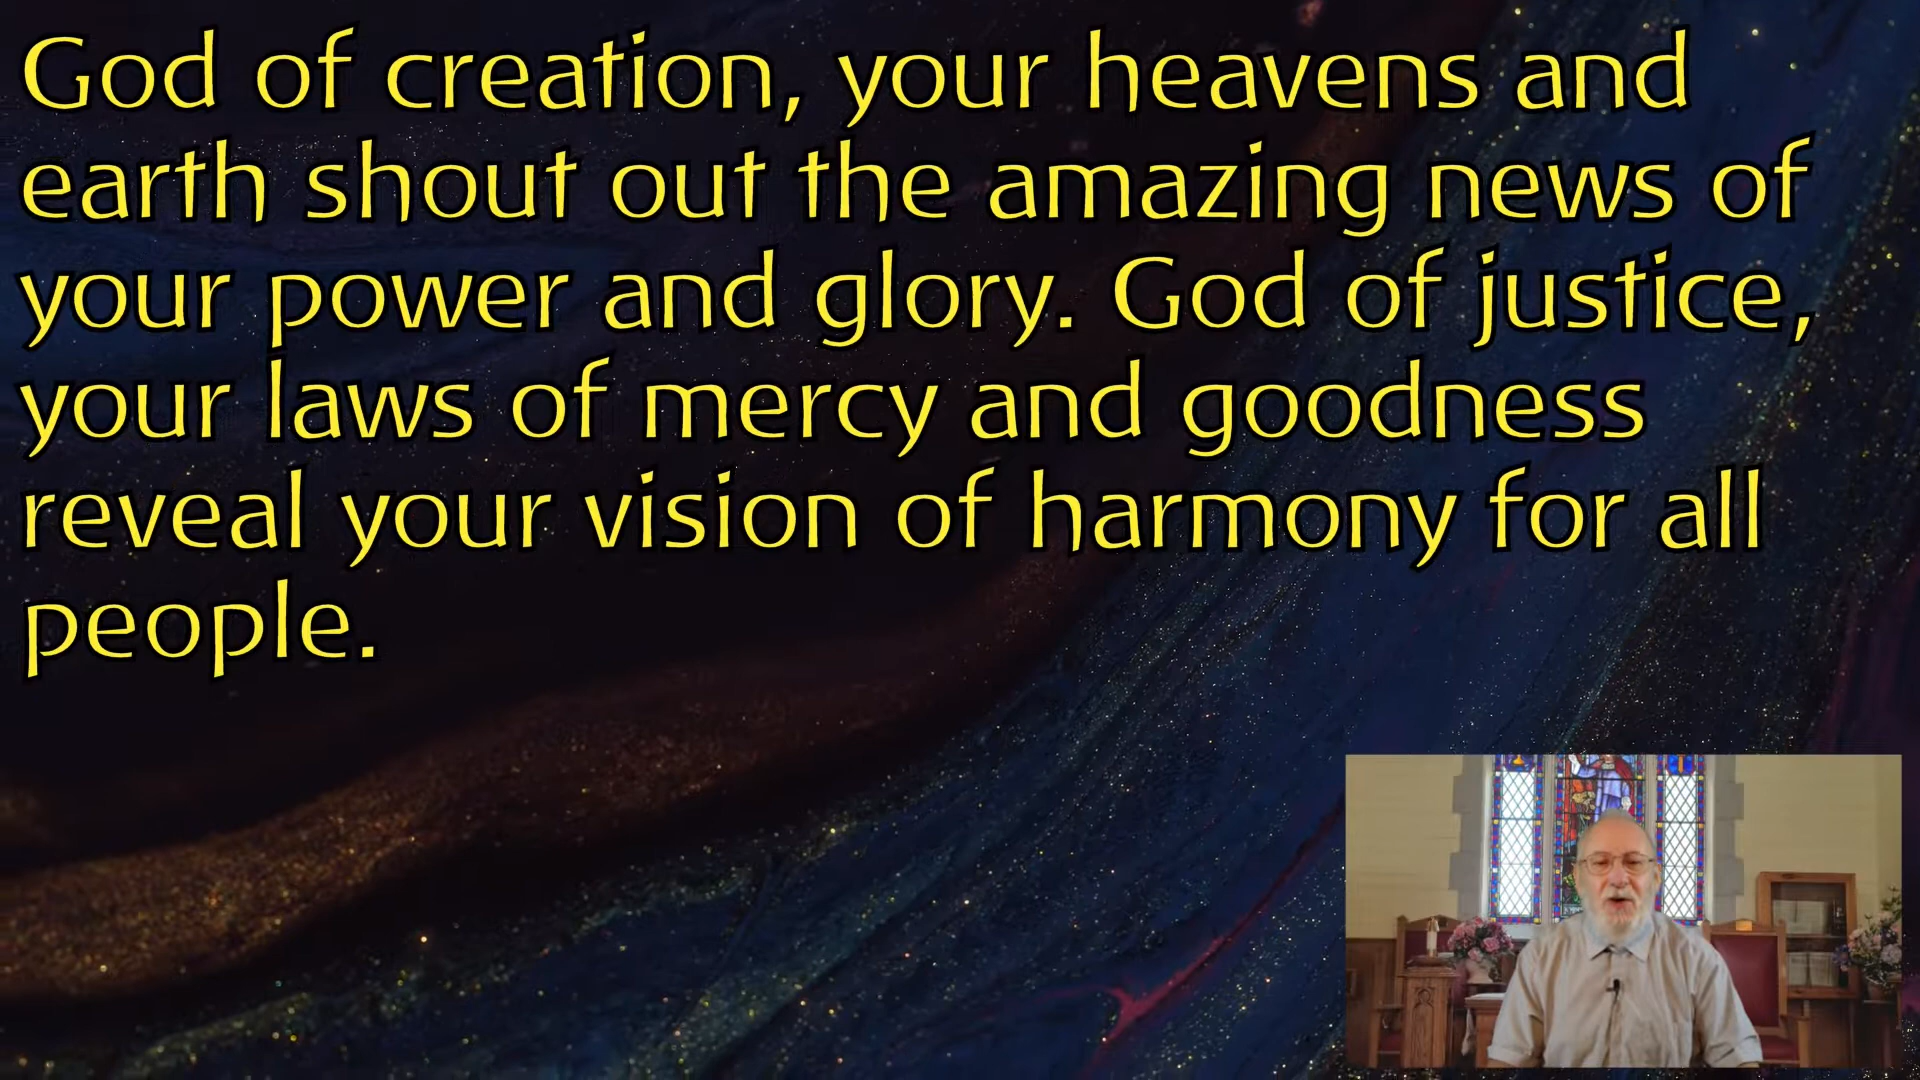 God of creation, your heavens and
earth shout out the amazing news of
your power and glory. God of justice,
your laws of mercy and goodness
reveal your vision of harmony for all
people.